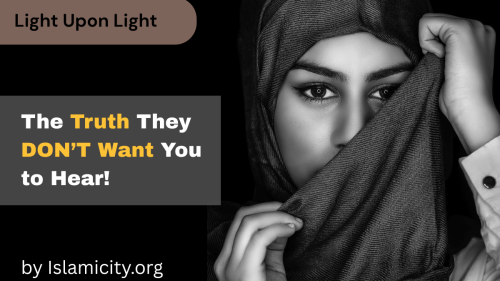 Light Upon Light
The Truth They
DON'T Want You
to Hear!
by Islamicity.org